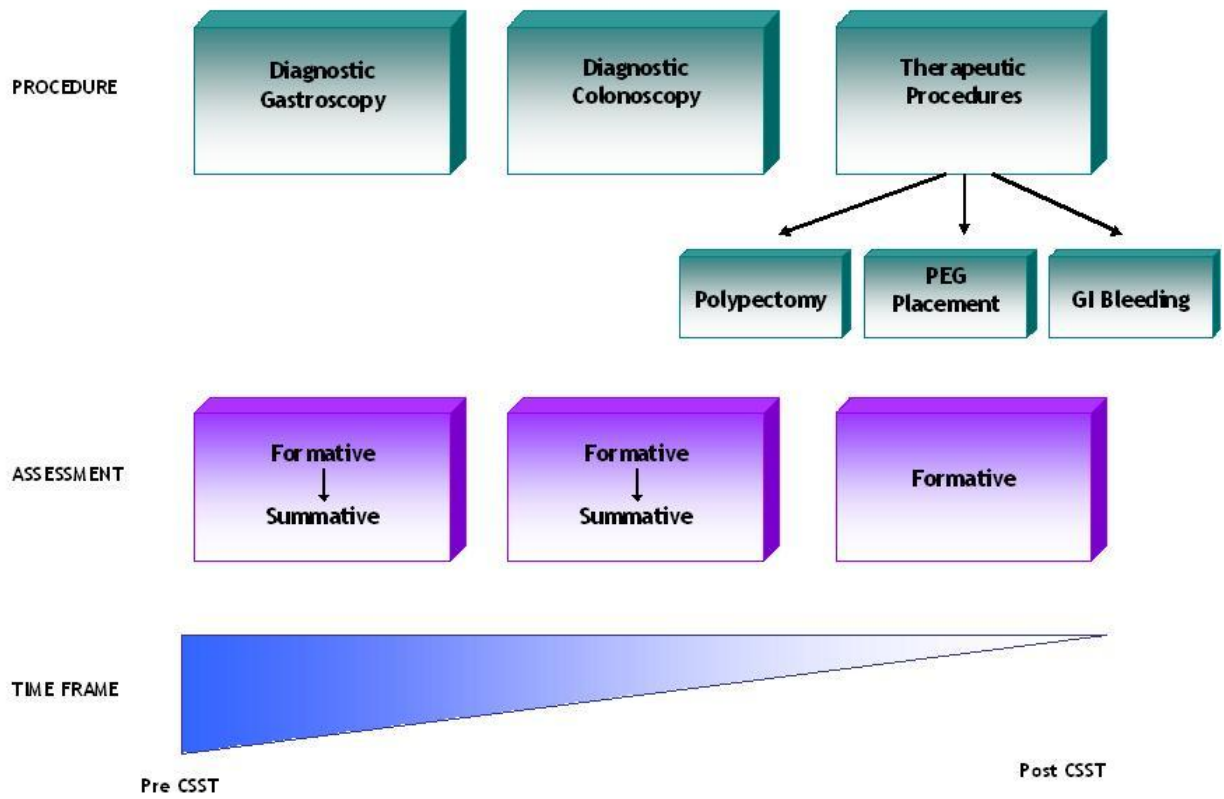 PROCEDURE
Diagnostic
Gastroscopy
Diagnostic
Colonoscopy
Therapeutic
Procedures
Polypectomy
PEG
Placement
GI Bleeding
ASSESSMENT
Formative
Summative
Formative
Summative
Formative
TIME FRAME
Pre CSST
Post CSST